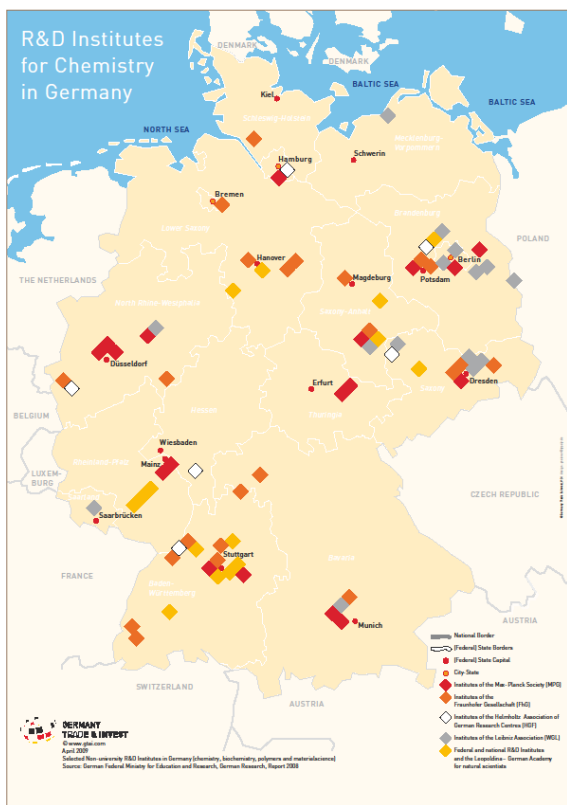 R&D Institutes
for Chemistry
in Germany
DENMARK
DENMARK
BALTIC SEA
BALTIC SEA
NORTH SEA
Kiel
Schleswig-Holstein
Hamburg
Schwerin
Mecklenburg-
Vorpommern
Bremen
Lower Saxony
Brandenburg
POLAND
Berlin
Potsdam
THE NETHERLANDS
Hanover
Magdeburg
North Rhine-Westphalia
Saxony-Anhalt
Düsseldorf
Erfurt
Dresden
Saxony
Thuringia
Hessen
BELGIUM
Wiesbaden
Mainz
Rhineland-Pfalz
LUXEM-
BURG
CZECH REPUBLIC
Saarland
Saarbrücken
Stuttgart
FRANCE
Baden
Württemberg
Bavaria
Munich
AUSTRIA
SWITZERLAND
AUSTRIA
National Border
(Federal) State Borders
(Federal) State Capital
City-State
Institutes of the Max-Planck Society (MPG)
Institutes of the
Fraunhofer Gesellschaft (FhG)
Institutes of the Helmholtz Association of
German Research Centres (HGF)
Institutes of the Leibniz Association (WGL)
Federal and national R&D Institutes
and the Leopoldina– German Academy
for natural scientists
GERMANY
TRADE & INVEST
© www.gtai.com
April 2009
Selected Non-university R&D Institutes in Germany (chemistry, biochemistry, polymers and materialscience)
Source: German Federal Ministry for Education and Research, German Research, Report 2008